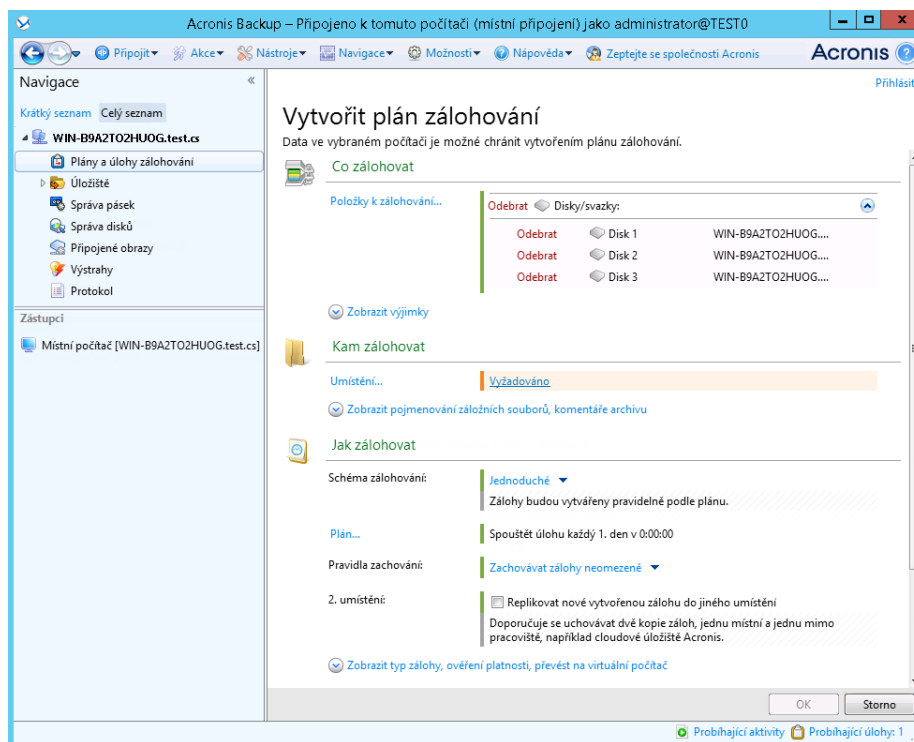 Acronis Backup – Připojeno k tomuto počítači (místní připojení) jako administrator@TEST0
Připojit Akce Nástroje Navigace Možnosti Nápověda Zeptejte se společnosti Acronis Acronis
Navigace
Krátký seznam Celý seznam
WIN-B9A2TO2HUOG.test.cs
Plány a úlohy zálohování
Úložiště
Správa pásek
Správa disků
Připojené obrazy
Výstrahy
Protokol
Zástupci
Místní počítač [WIN-B9A2TO2HUOG.test.cs]
Přihlásit
Vytvořit plán zálohování
Data ve vybraném počítači je možné chránit vytvořením plánu zálohování.
Co zálohovat
Položky k zálohování... Odebrat Disky/svazky:
Odebrat Disk 1 WIN-B9A2TO2HUOG....
Odebrat Disk 2 WIN-B9A2TO2HUOG....
Odebrat Disk 3 WIN-B9A2TO2HUOG....
Zobrazit výjimky
Kam zálohovat
Umístění... Vyžadováno
Zobrazit pojmenování záložních souborů, komentáře archivu
Jak zálohovat
Schéma zálohování: Jednoduché
Zálohy budou vytvářeny pravidelně podle plánu.
Plán... Spouštět úlohu každý 1. den v 0:00:00
Pravidla zachování: Zachovávat zálohy neomezeně
2. umístění: Replikovat nové vytvořenou zálohu do jiného umístění
Doporučuje se uchovávat dvě kopie záloh, jednu místní a jednu mimo
pracoviště, například cloudové úložiště Acronis.
Zobrazit typ zálohy, ověření platnosti, převést na virtuální počítač
OK Storno
Probíhající aktivity Probíhající úlohy: 1